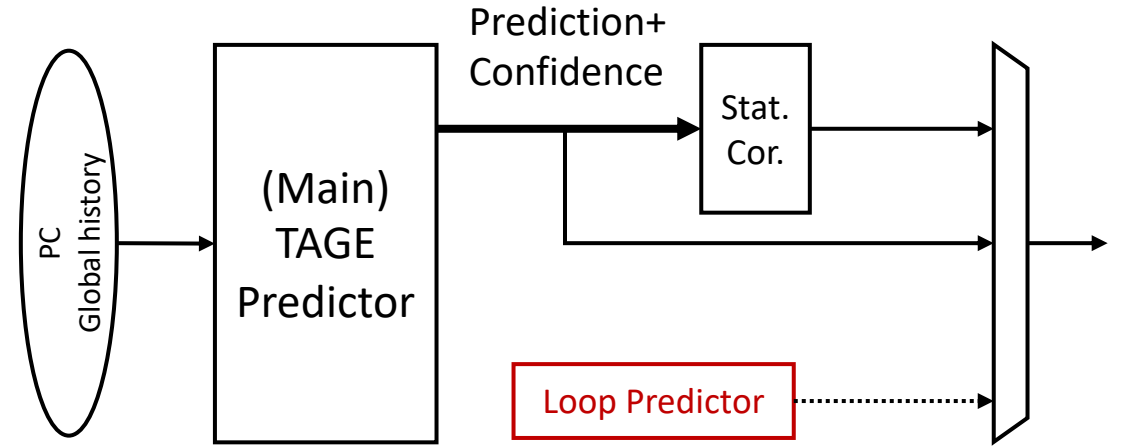 PC
Global history
(Main)
TAGE
Predictor
Prediction+
Confidence
Stat.
Cor.
Loop Predictor